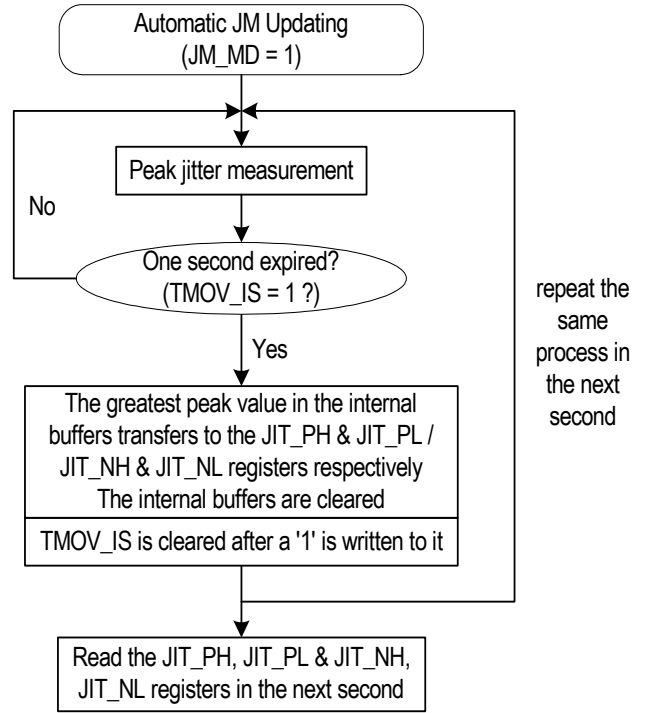 Automatic JM Updating
(JM_MD = 1)
Peak jitter measurement
No
One second expired?
(TMOV_IS = 1 ?)
Yes
repeat the
same
process in
the next
second
The greatest peak value in the internal
buffers transfers to the JIT_PH & JIT_PL /
JIT_NH & JIT_NL registers respectively
The internal buffers are cleared
TMOV_IS is cleared after a '1' is written to it
Read the JIT_PH, JIT_PL & JIT_NH,
JIT_NL registers in the next second